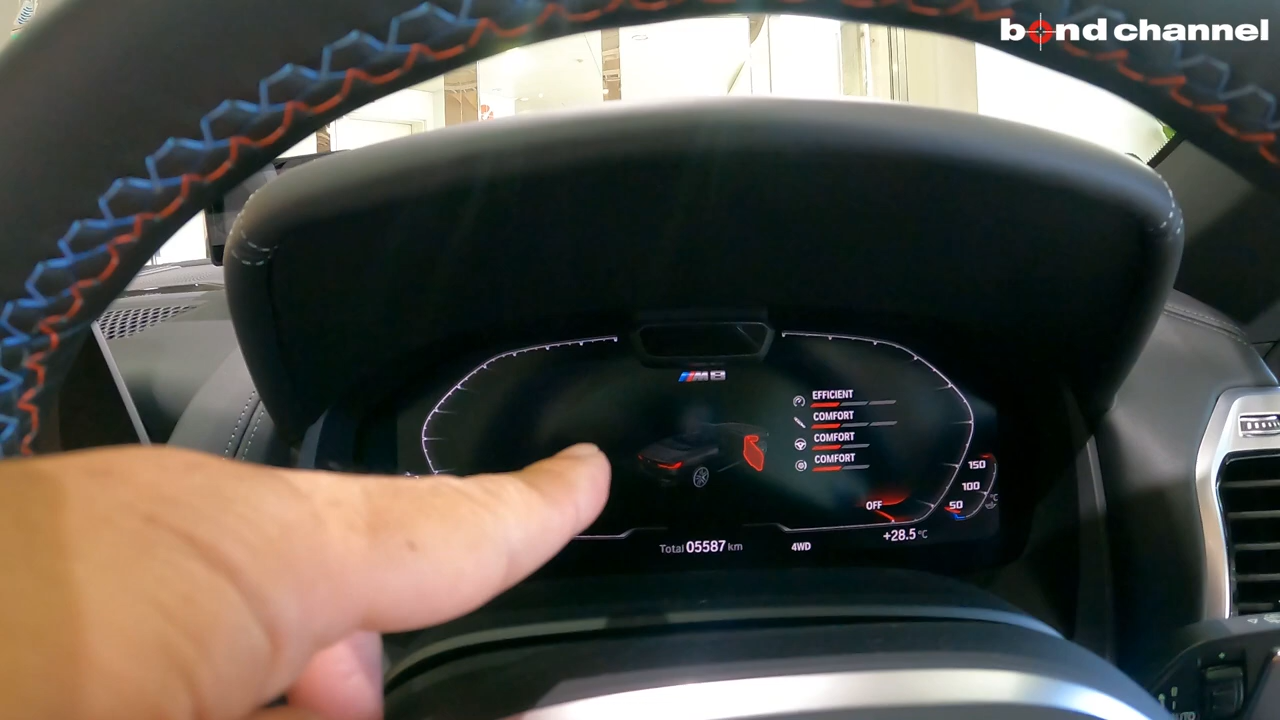 bond channel
M8
EFFICIENT
COMFORT
COMFORT
COMFORT
150
100
50
°C
OFF
Total 05587 km
4WD
+28.5 °C